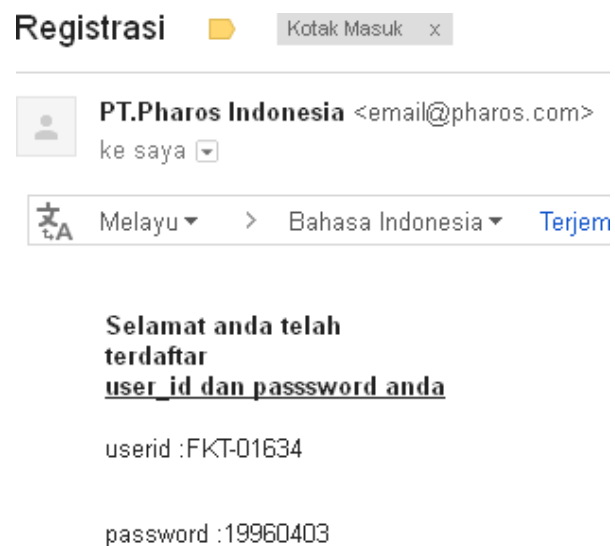 Registrasi
Kotak Masuk x
PT.Pharos Indonesia <email@pharos.com>
ke saya
Melayu > Bahasa Indonesia Terjem
Selamat anda telah
terdaftar
user_id dan passsword anda
userid :FKT-01634
password :19960403